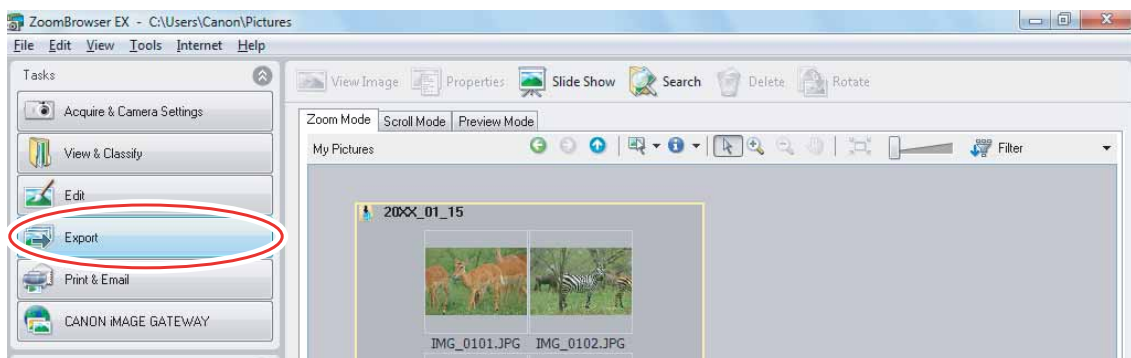 ZoomBrowser EX - C:\Users\Canon\Pictures
File Edit View Tools Internet Help
Tasks
Acquire & Camera Settings
View & Classify
Edit
Export
Print & Email
CANON iMAGE GATEWAY
View Image Properties Slide Show Search Delete Rotate
Zoom Mode Scroll Mode Preview Mode
My Pictures Filter
20XX_01_15
IMG_0101.JPG IMG_0102.JPG